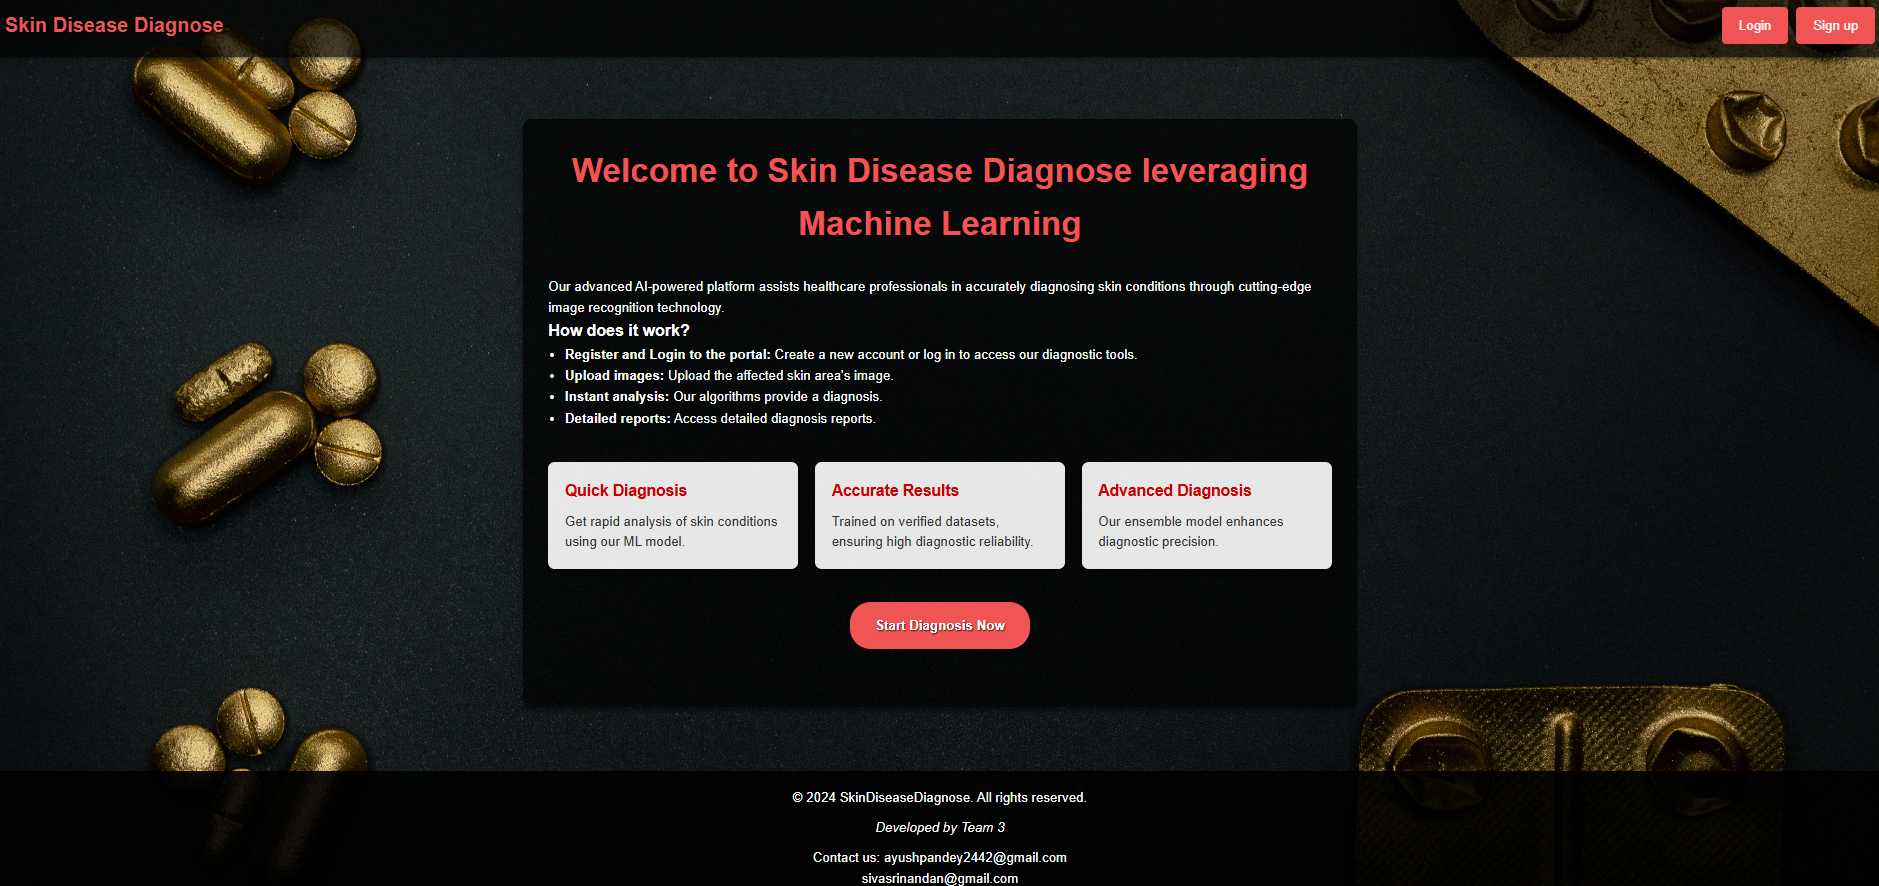 Skin Disease Diagnose
Login
Sign up
Welcome to Skin Disease Diagnose leveraging
Machine Learning
Our advanced AI-powered platform assists healthcare professionals in accurately diagnosing skin conditions through cutting-edge
image recognition technology.
How does it work?
• Register and Login to the portal: Create a new account or log in to access our diagnostic tools.
• Upload images: Upload the affected skin area's image.
• Instant analysis: Our algorithms provide a diagnosis.
• Detailed reports: Access detailed diagnosis reports.
Quick Diagnosis
Get rapid analysis of skin conditions
using our ML model.
Accurate Results
Trained on verified datasets,
ensuring high diagnostic reliability.
Advanced Diagnosis
Our ensemble model enhances
diagnostic precision.
Start Diagnosis Now
© 2024 SkinDiseaseDiagnose. All rights reserved.
Developed by Team 3
Contact us: ayushpandey2442@gmail.com
sivasrinandan@gmail.com